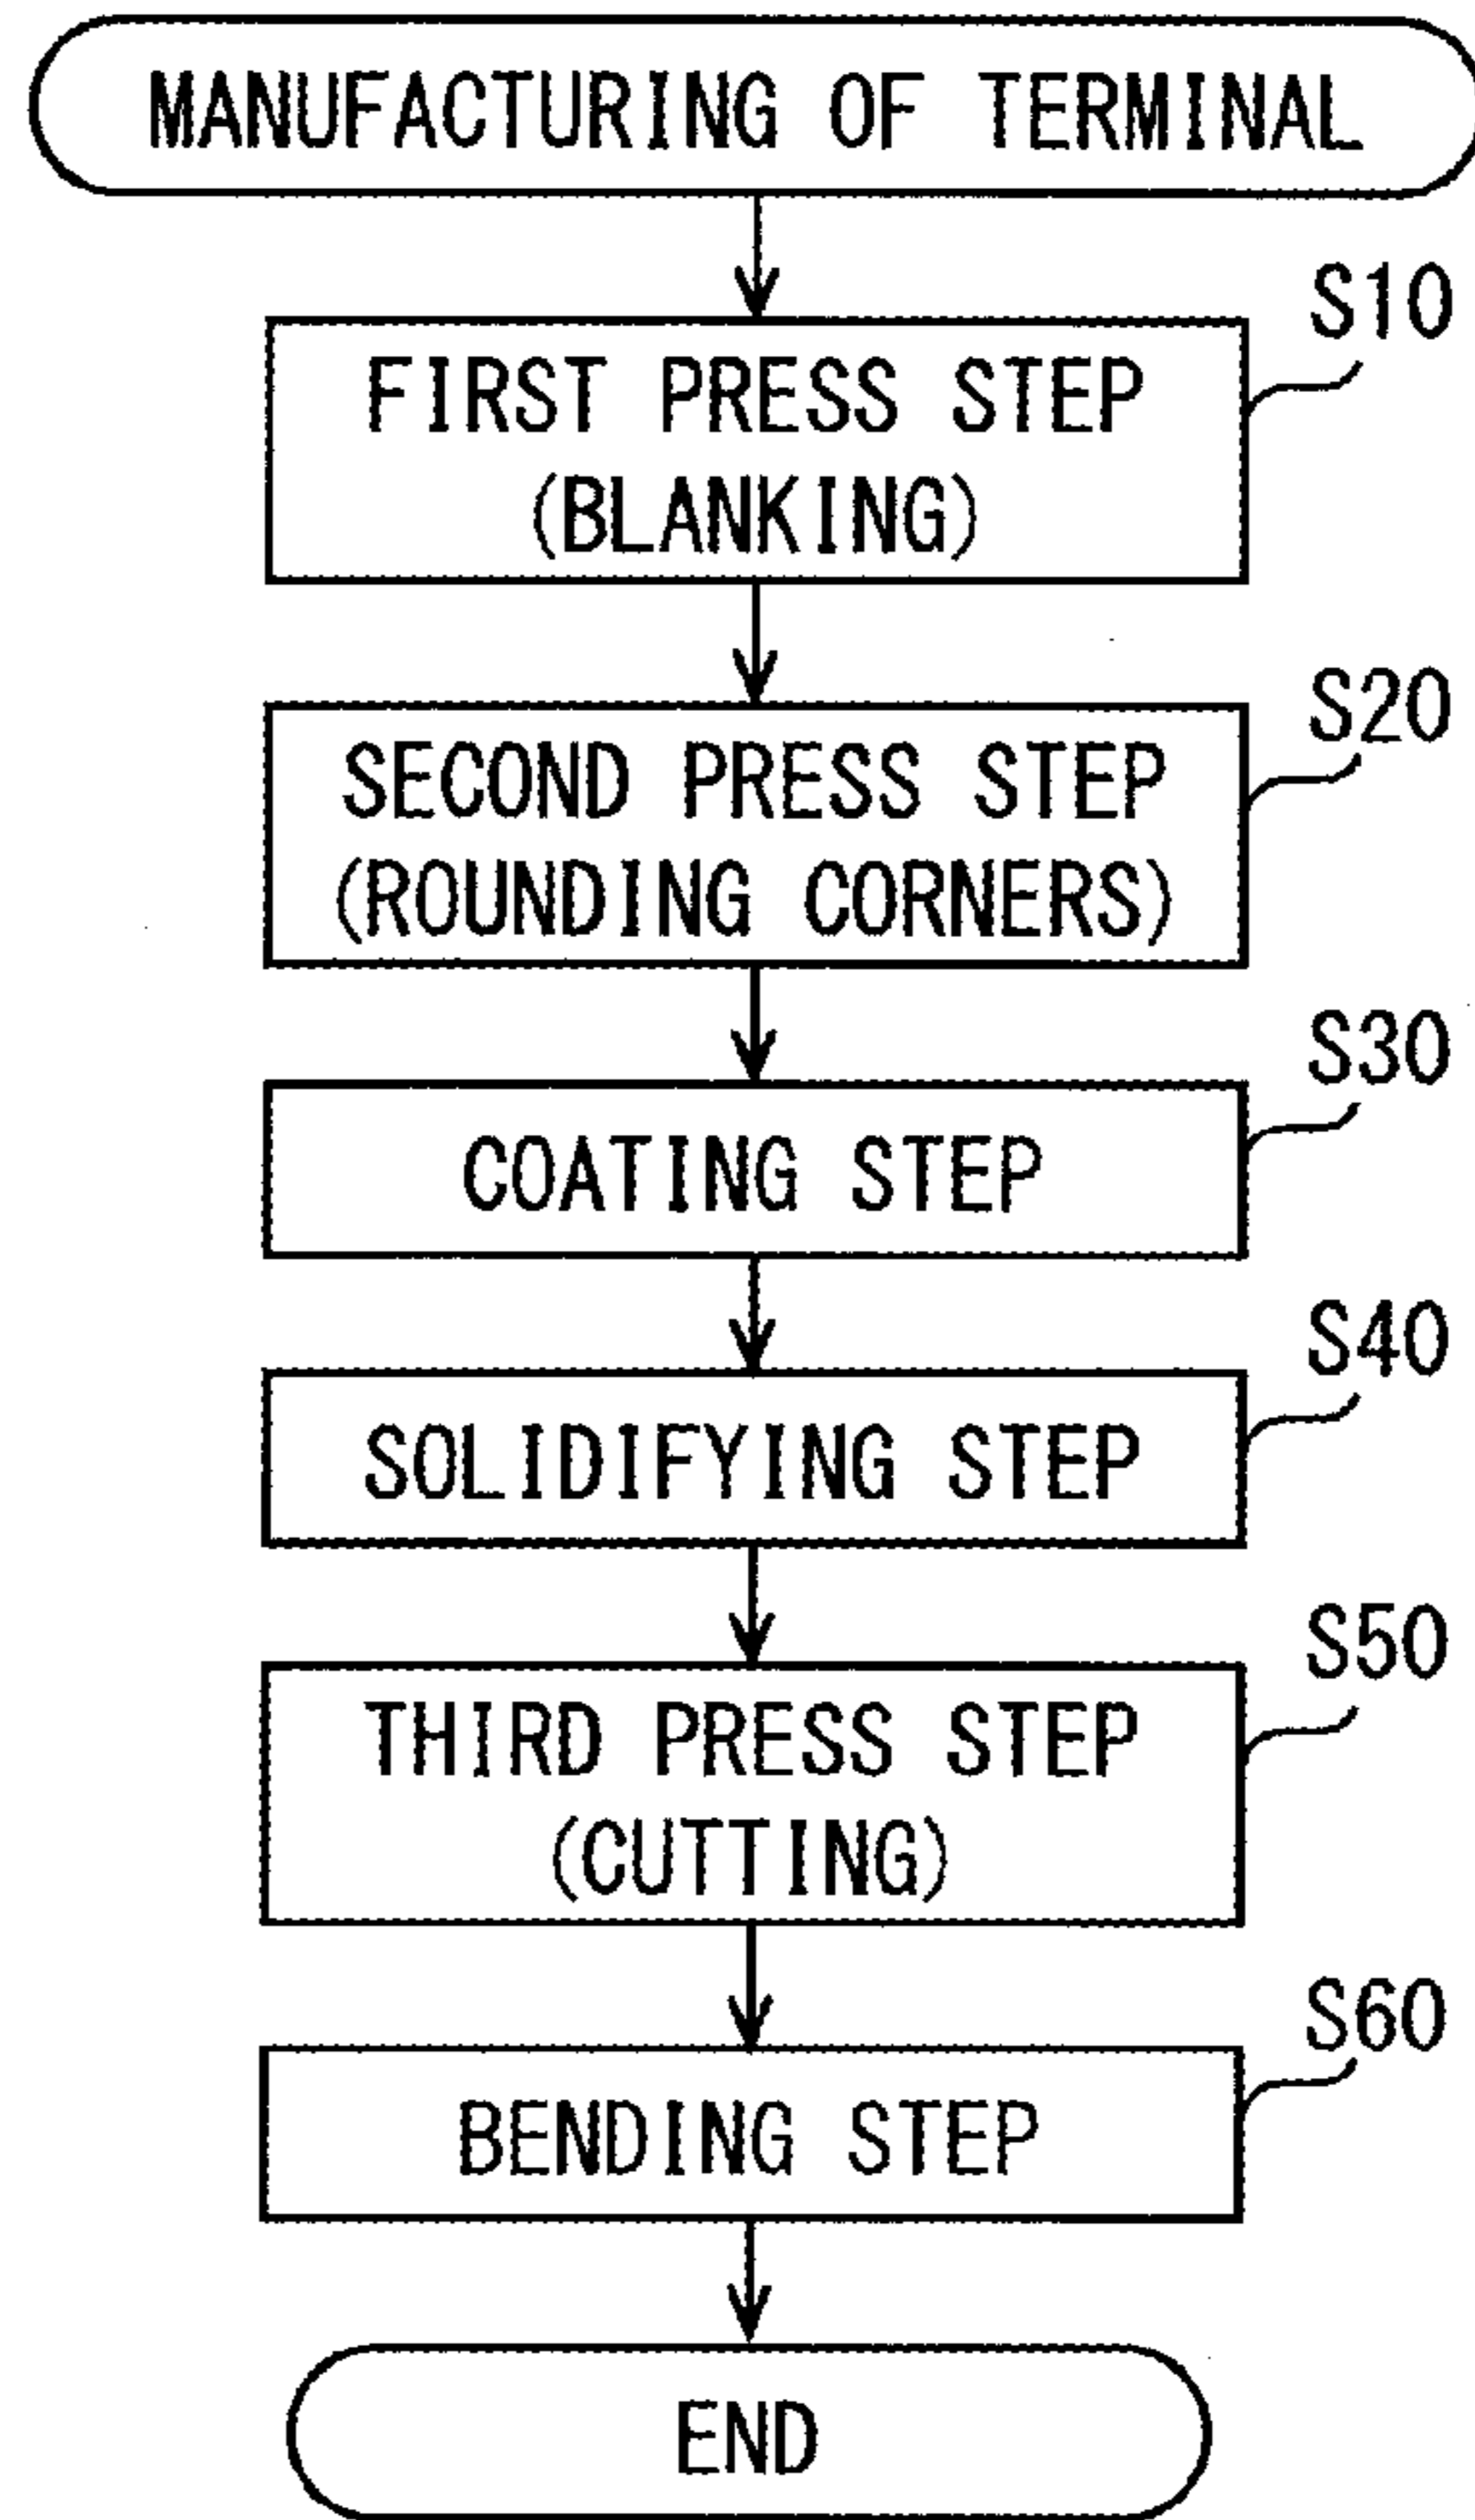 MANUFACTURING OF TERMINAL
S10
FIRST PRESS STEP
(BLANKING)
S20
SECOND PRESS STEP
(ROUNDING CORNERS)
S30
COATING STEP
S40
SOLIDIFYING STEP
S50
THIRD PRESS STEP
(CUTTING)
S60
BENDING STEP
END